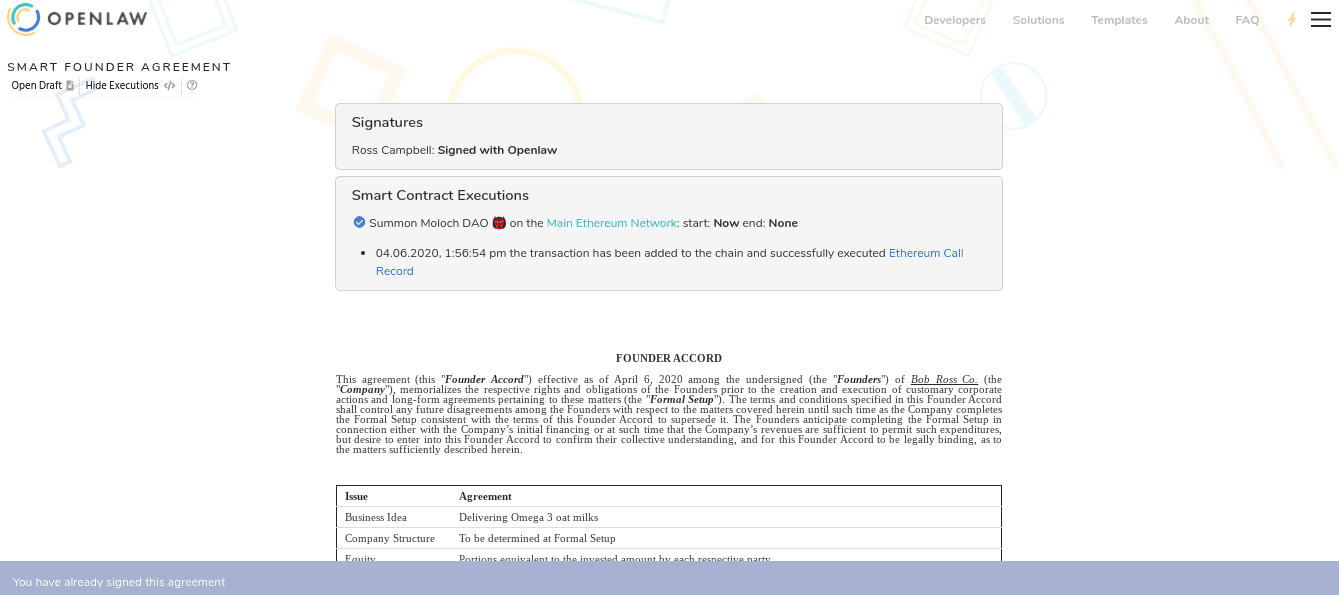 OPENLAW
Developers Solutions Templates About FAQ
SMART FOUNDER AGREEMENT
Open Draft Hide Executions
Signatures
Ross Campbell: Signed with Openlaw
Smart Contract Executions
Summon Moloch DAO 👹 on the Main Ethereum Network: start: Now end: None
• 04.06.2020, 1:56:54 pm the transaction has been added to the chain and successfully executed Ethereum Call
Record
FOUNDER ACCORD
This agreement (this "Founder Accord") effective as of April 6, 2020 among the undersigned (the "Founders") of Bob Ross Co. (the
"Company"), memorializes the respective rights and obligations of the Founders prior to the creation and execution of customary corporate
actions and long-form agreements pertaining to these matters (the "Formal Setup"). The terms and conditions specified in this Founder Accord
shall control any future disagreements among the Founders with respect to the matters covered herein until such time as the Company completes
the Formal Setup consistent with the terms of this Founder Accord to supersede it. The Founders anticipate completing the Formal Setup in
connection either with the Company’s initial financing or at such time that the Company’s revenues are sufficient to permit such expenditures,
but desire to enter into this Founder Accord to confirm their collective understanding, and for this Founder Accord to be legally binding, as to
the matters sufficiently described herein.
Issue Agreement
Business Idea Delivering Omega 3 oat milks
Company Structure To be determined at Formal Setup
Equity Portions equivalent to the invested amount by each respective party
You have already signed this agreement